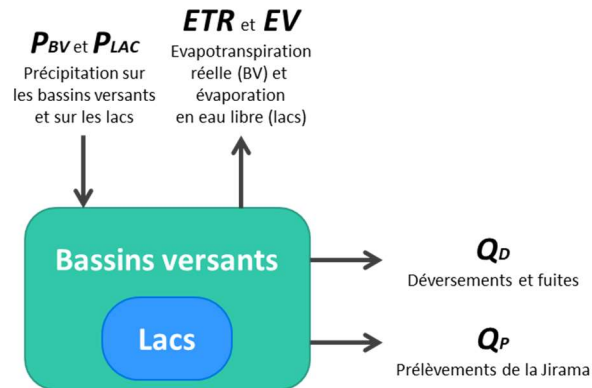 PBV et PLAC
Précipitation sur
les bassins versants
et sur les lacs
ETR et EV
Evapotranspiration
réelle (BV) et
évaporation
en eau libre (lacs)
Bassins versants
Lacs
QD
Déversements et fuites
QP
Prélèvements de la Jirama